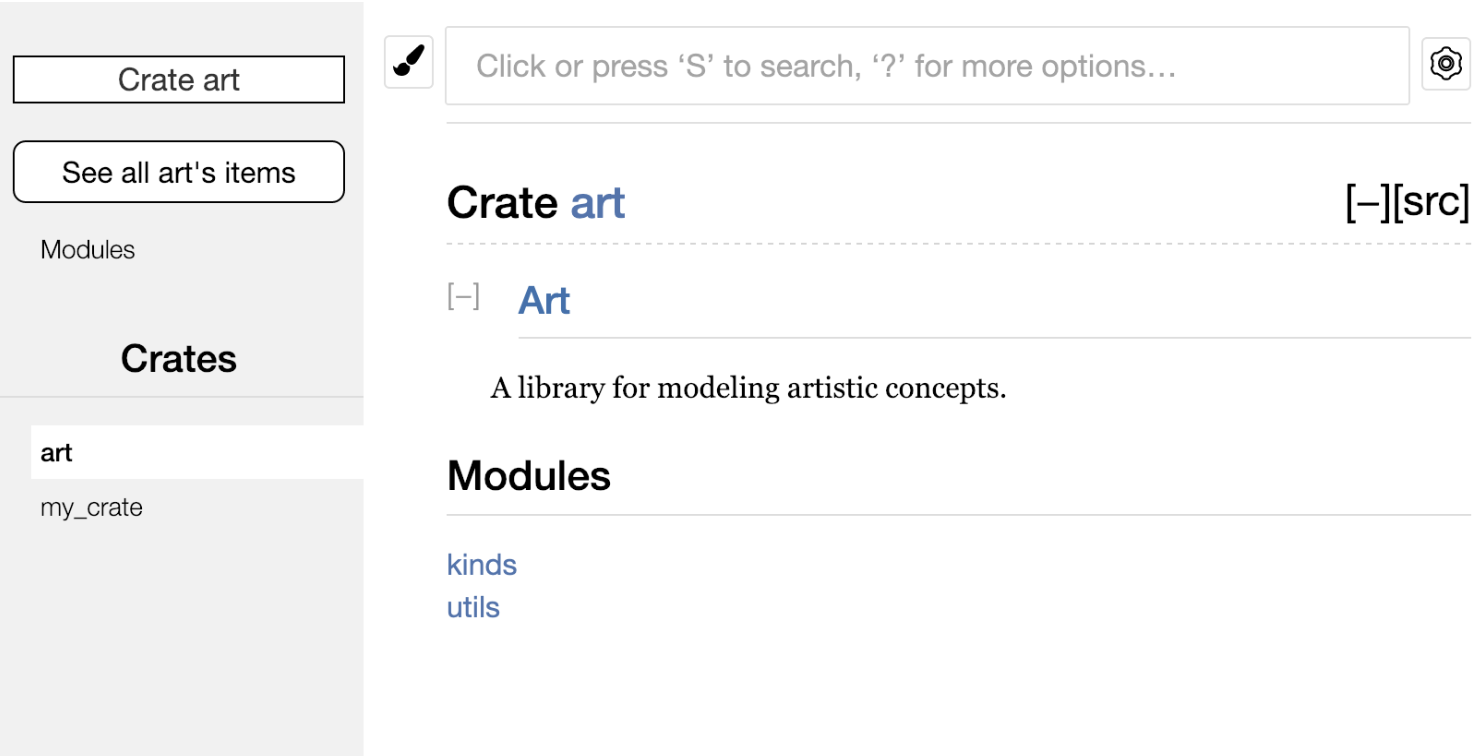 Crate art
See all art's items
Modules
Crates
art
my_crate
Click or press ‘S’ to search, ‘?’ for more options…
Crate art
[−][src]
[−] Art
A library for modeling artistic concepts.
Modules
kinds
utils